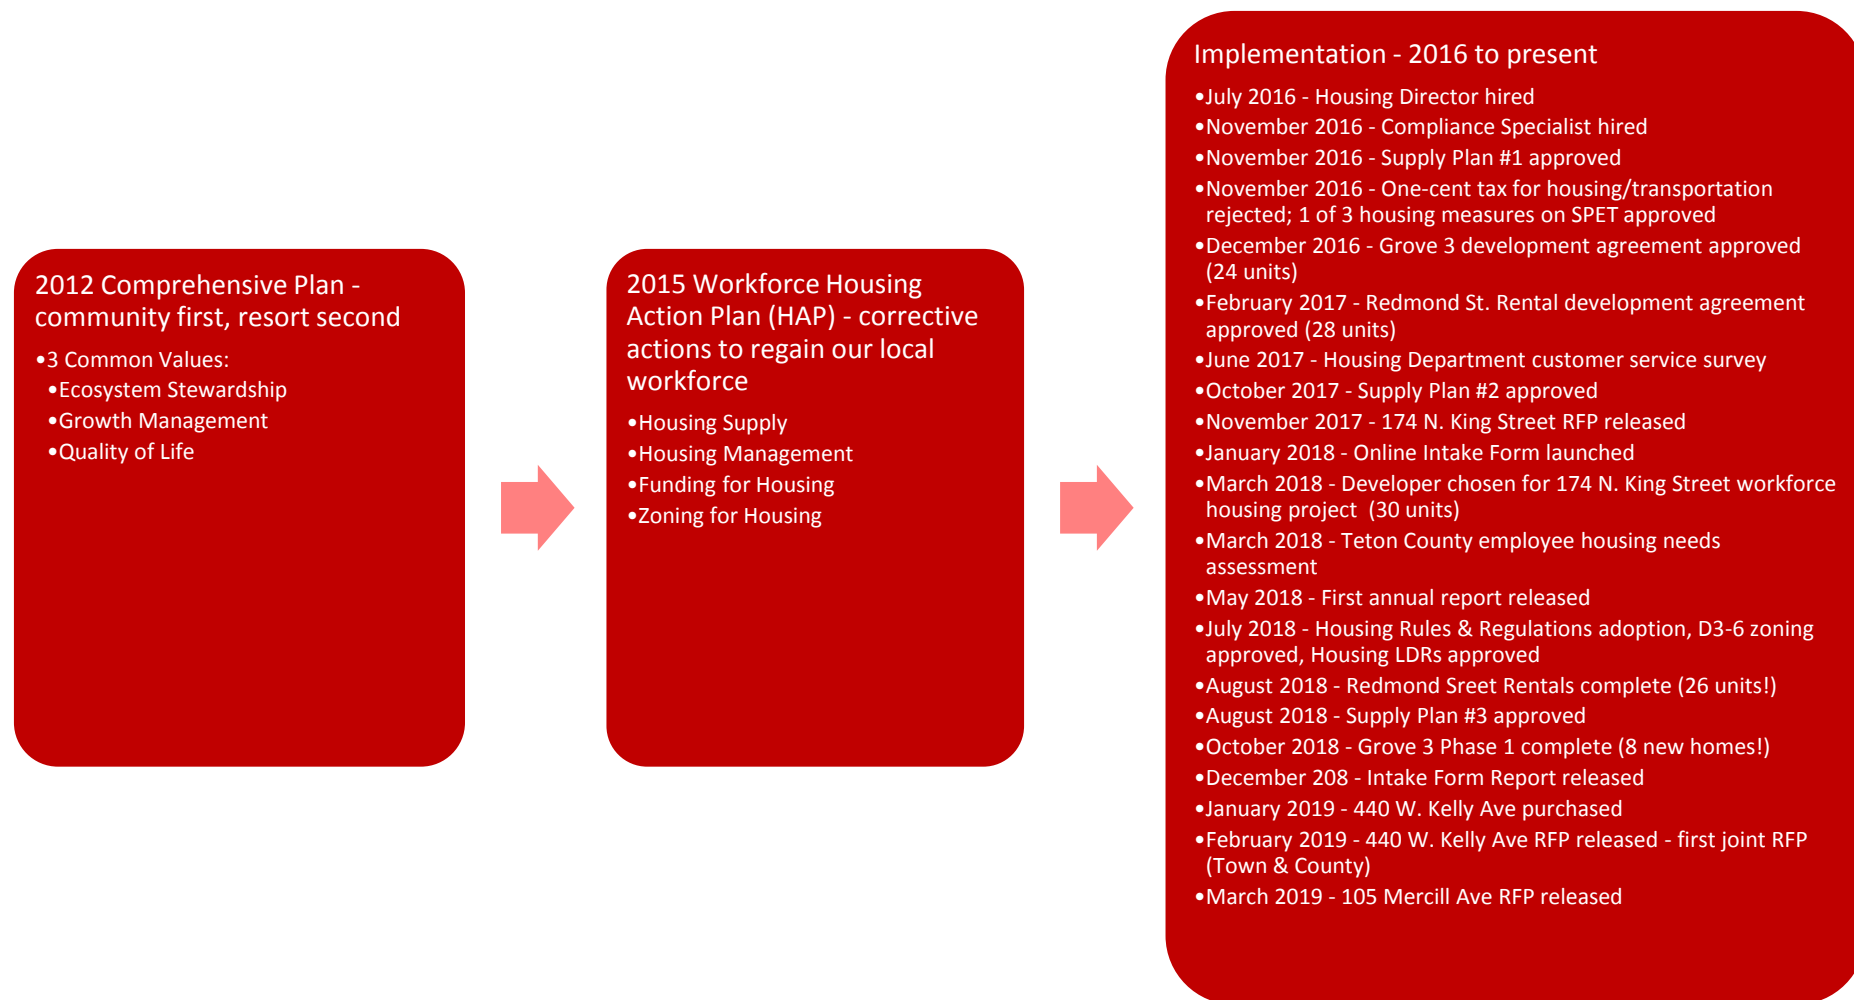 2012 Comprehensive Plan -
community first, resort second
•3 Common Values:
•Ecosystem Stewardship
•Growth Management
•Quality of Life
2015 Workforce Housing
Action Plan (HAP) - corrective
actions to regain our local
workforce
•Housing Supply
•Housing Management
•Funding for Housing
•Zoning for Housing
Implementation - 2016 to present
•July 2016 - Housing Director hired
•November 2016 - Compliance Specialist hired
•November 2016 - Supply Plan #1 approved
•November 2016 - One-cent tax for housing/transportation
rejected; 1 of 3 housing measures on SPET approved
•December 2016 - Grove 3 development agreement approved
(24 units)
•February 2017 - Redmond St. Rental development agreement
approved (28 units)
•June 2017 - Housing Department customer service survey
•October 2017 - Supply Plan #2 approved
•November 2017 - 174 N. King Street RFP released
•January 2018 - Online Intake Form launched
•March 2018 - Developer chosen for 174 N. King Street workforce
housing project  (30 units)
•March 2018 - Teton County employee housing needs
assessment
•May 2018 - First annual report released
•July 2018 - Housing Rules & Regulations adoption, D3-6 zoning
approved, Housing LDRs approved
•August 2018 - Redmond Sreet Rentals complete (26 units!)
•August 2018 - Supply Plan #3 approved
•October 2018 - Grove 3 Phase 1 complete (8 new homes!)
•December 208 - Intake Form Report released
•January 2019 - 440 W. Kelly Ave purchased
•February 2019 - 440 W. Kelly Ave RFP released - first joint RFP
(Town & County)
•March 2019 - 105 Mercill Ave RFP released